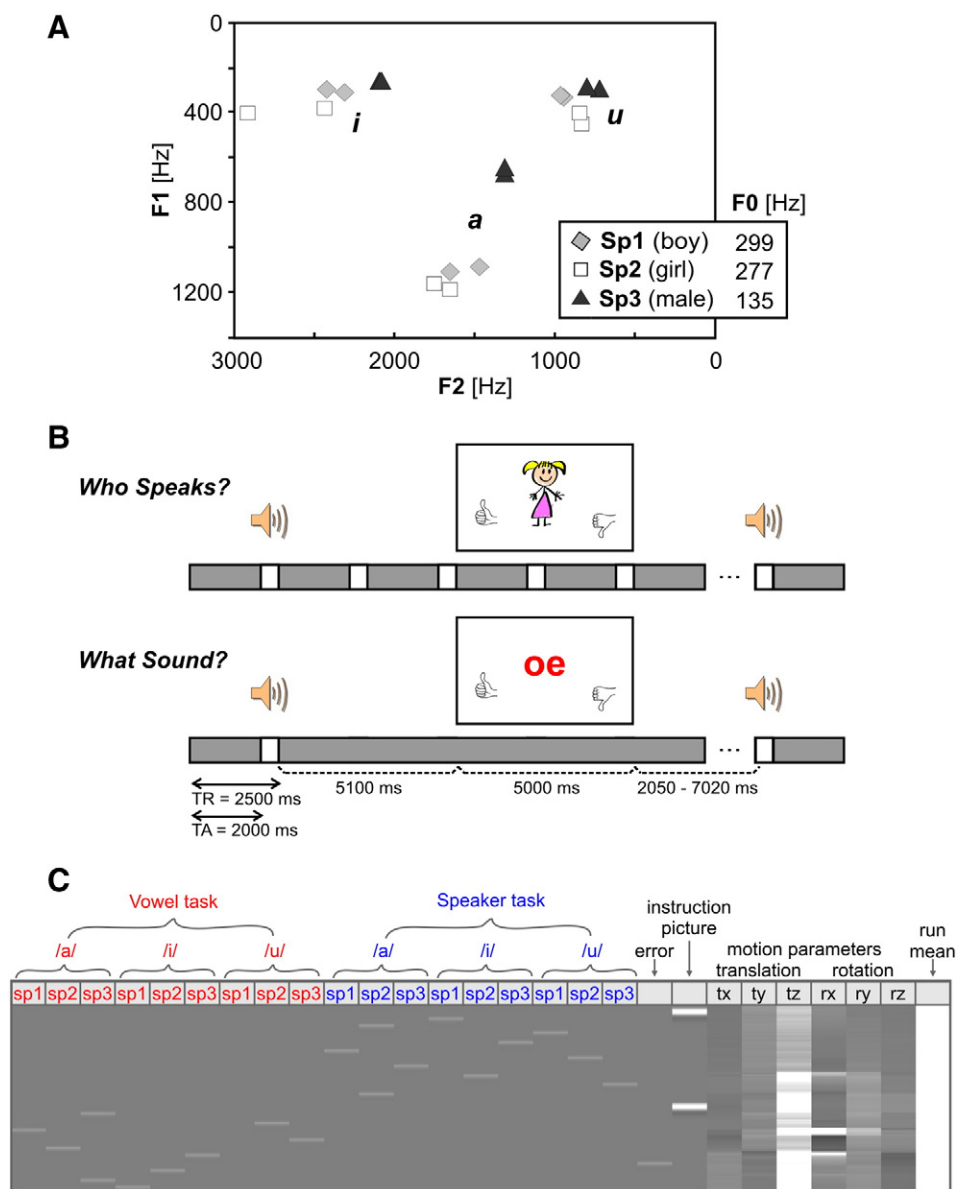 A
0
400
800
1200
F1 [Hz]
i
u
a
F0 [Hz]
Sp1 (boy) 299
Sp2 (girl) 277
Sp3 (male) 135
3000 2000 1000 0
F2 [Hz]
B
Who Speaks?
...
What Sound?
oe
...
TR = 2500 ms
TA = 2000 ms
5100 ms 5000 ms 2050 - 7020 ms
C
Vowel task Speaker task
/a/ /i/ /u/ /a/ /i/ /u/
error
instruction
picture
motion parameters
translation rotation
run
mean
sp1 sp2 sp3 sp1 sp2 sp3 sp1 sp2 sp3 sp1 sp2 sp3 sp1 sp2 sp3 sp1 sp2 sp3 tx ty tz rx ry rz